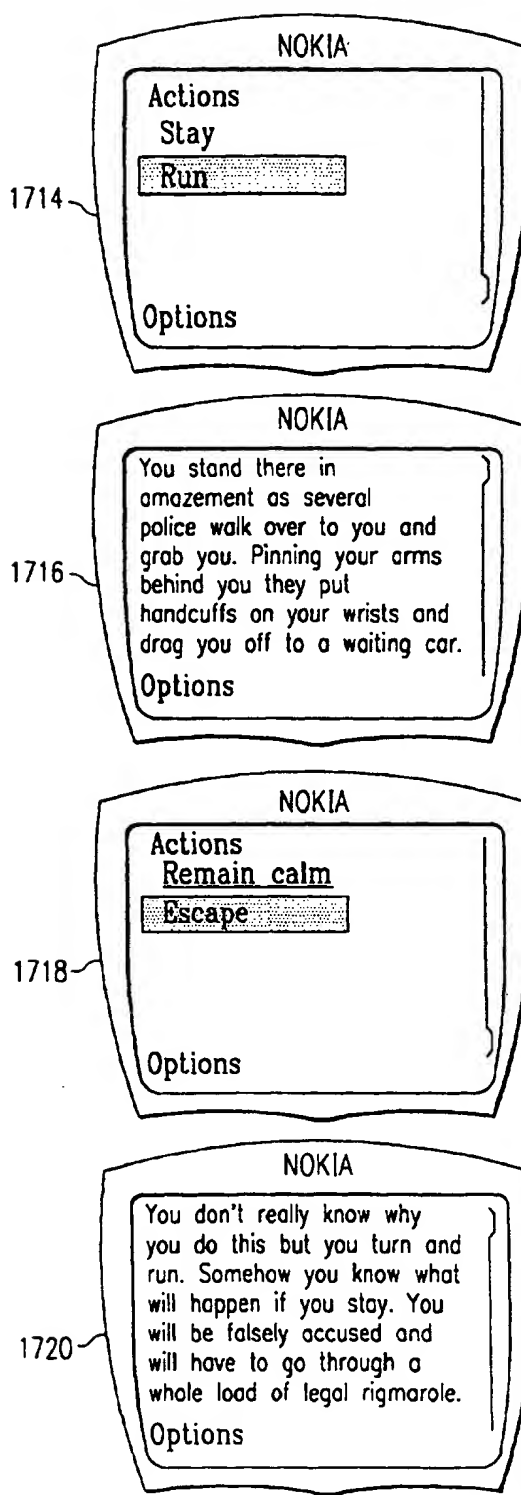 NOKIA
Actions
Stay
Run
1714
Options
NOKIA
You stand there in
amazement as several
police walk over to you and
grab you. Pinning your arms
behind you they put
handcuffs on your wrists and
drag you off to a waiting car.
1716
Options
NOKIA
Actions
Remain calm
Escape
1718
Options
NOKIA
You don't really know why
you do this but you turn and
run. Somehow you know what
will happen if you stay. You
will be falsely accused and
will have to go through a
whole load of legal rigmarole.
1720
Options